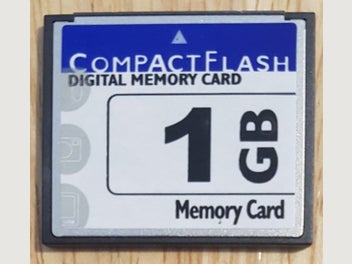 COMPACTFLASH
DIGITAL MEMORY CARD
1 GB
Memory Card